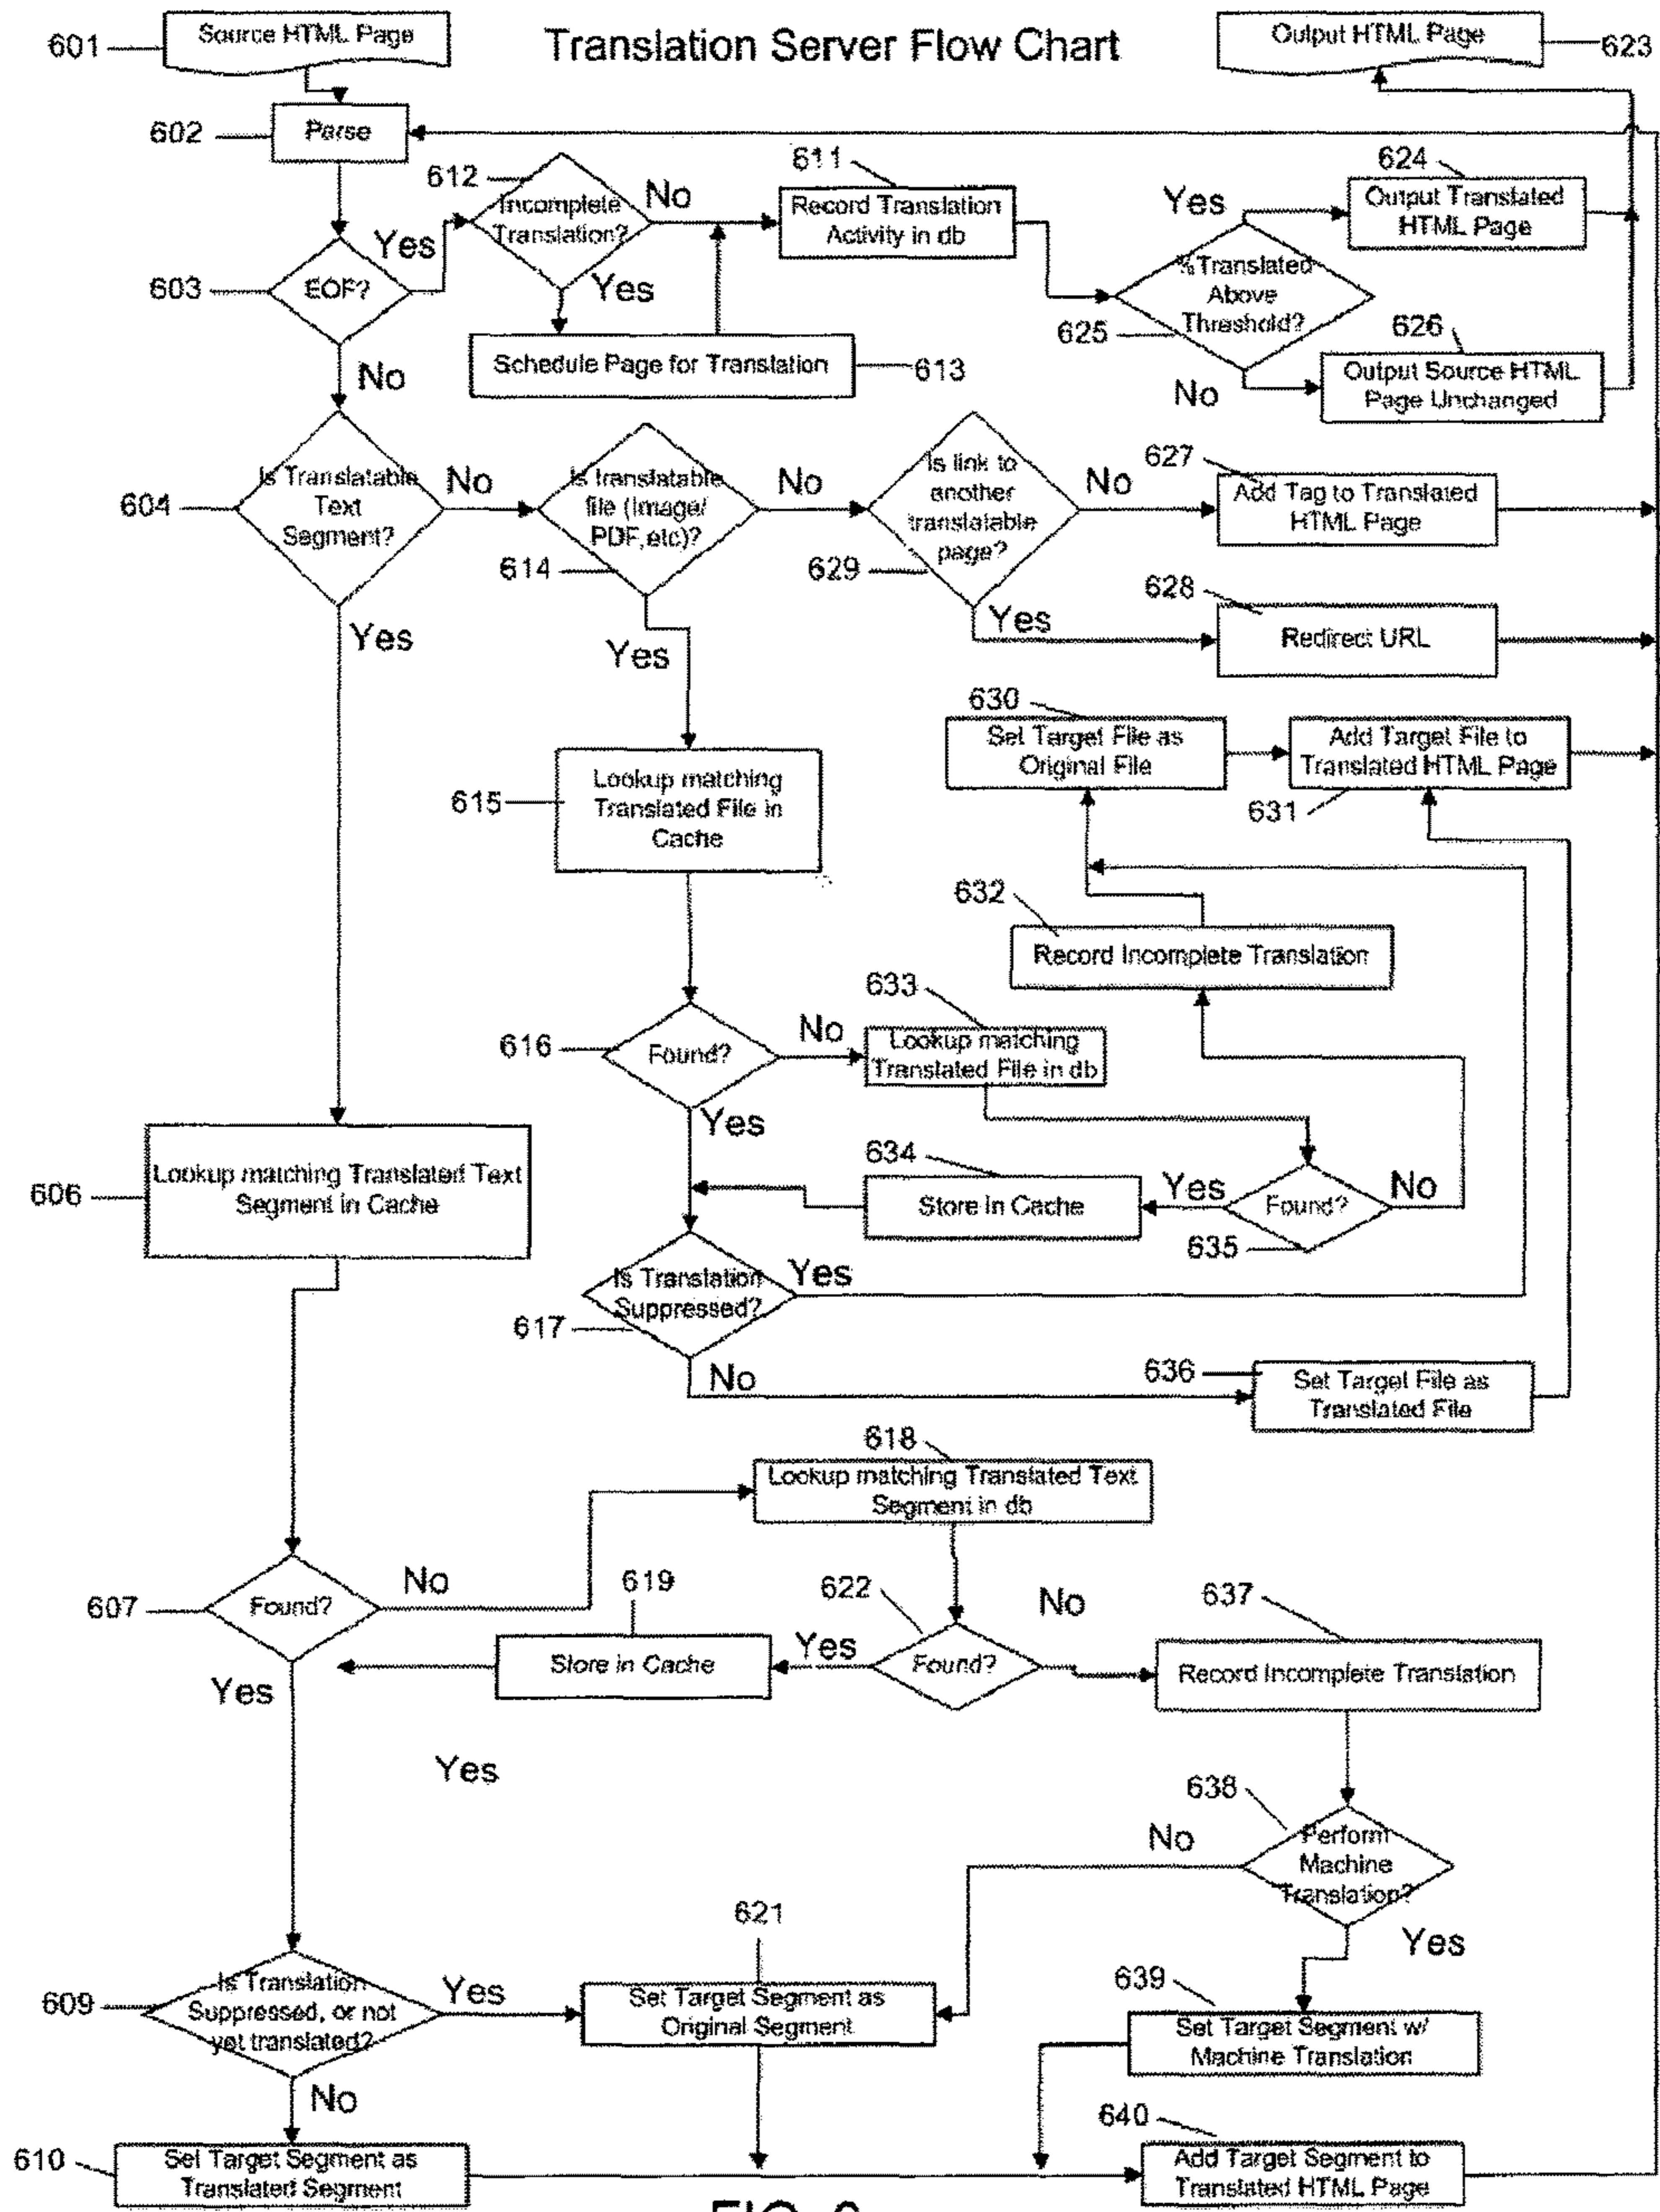 Translation Server Flow Chart
601
Source HTML Page
Output HTML Page
623
602
Parse
612
Incomplete
Translation?
No
Yes
611
Record Translation
Activity in db
624
Output Translated
HTML Page
Yes
603
EOF?
Yes
No
%Translated
Above
Threshold?
625
No
626
Output Source HTML
Page Unchanged
Schedule Page for Translation
613
604
Is Translatable
Text
Segment?
No
Yes
Is translatable
file (Image/
PDF,etc)?
614
No
Yes
Is link to
another
translatable
page?
629
No
Yes
627
Add Tag to Translated
HTML Page
628
Redirect URL
630
Set Target File as
Original File
Add Target File to
Translated HTML Page
631
615
Lookup matching
Translated File in
Cache
632
Record Incomplete Translation
616
Found?
No
Yes
633
Lookup matching
Translated File in db
606
Lookup matching Translated Text
Segment in Cache
634
Store in Cache
Yes
Found?
No
635
Is Translation
Suppressed?
617
Yes
No
636
Set Target File as
Translated File
618
Lookup matching Translated Text
Segment in db
607
Found?
No
Yes
619
Store in Cache
Yes
622
Found?
No
637
Record Incomplete Translation
Yes
638
Perform
Machine
Translation?
No
Yes
609
Is Translation
Suppressed, or not
yet translated?
Yes
No
621
Set Target Segment as
Original Segment
639
Set Target Segment w/
Machine Translation
610
Set Target Segment as
Translated Segment
640
Add Target Segment to
Translated HTML Page